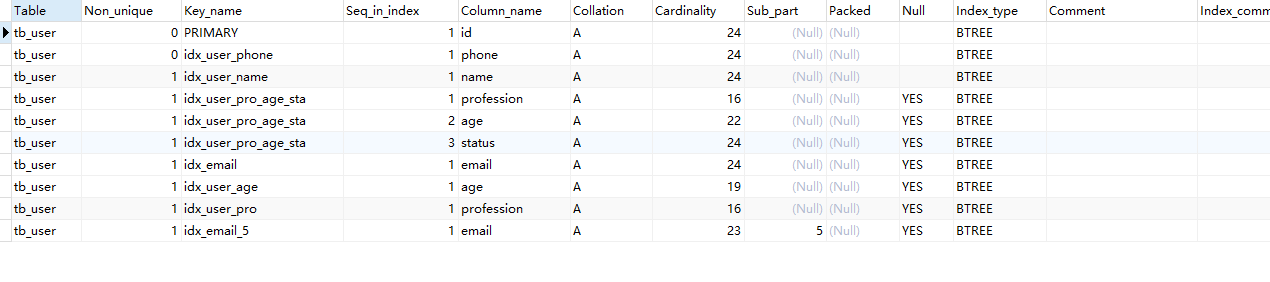 Table Non_unique Key_name Seq_in_index Column_name Collation Cardinality Sub_part Packed Null Index_type Comment Index_comm
tb_user 0 PRIMARY 1 id A 24 (Null) (Null) BTREE
tb_user 0 idx_user_phone 1 phone A 24 (Null) (Null) BTREE
tb_user 1 idx_user_name 1 name A 24 (Null) (Null) BTREE
tb_user 1 idx_user_pro_age_sta 1 profession A 16 (Null) (Null) YES BTREE
tb_user 1 idx_user_pro_age_sta 2 age A 22 (Null) (Null) YES BTREE
tb_user 1 idx_user_pro_age_sta 3 status A 24 (Null) (Null) YES BTREE
tb_user 1 idx_email 1 email A 24 (Null) (Null) YES BTREE
tb_user 1 idx_user_age 1 age A 19 (Null) (Null) YES BTREE
tb_user 1 idx_user_pro 1 profession A 16 (Null) (Null) YES BTREE
tb_user 1 idx_email_5 1 email A 23 5 (Null) YES BTREE